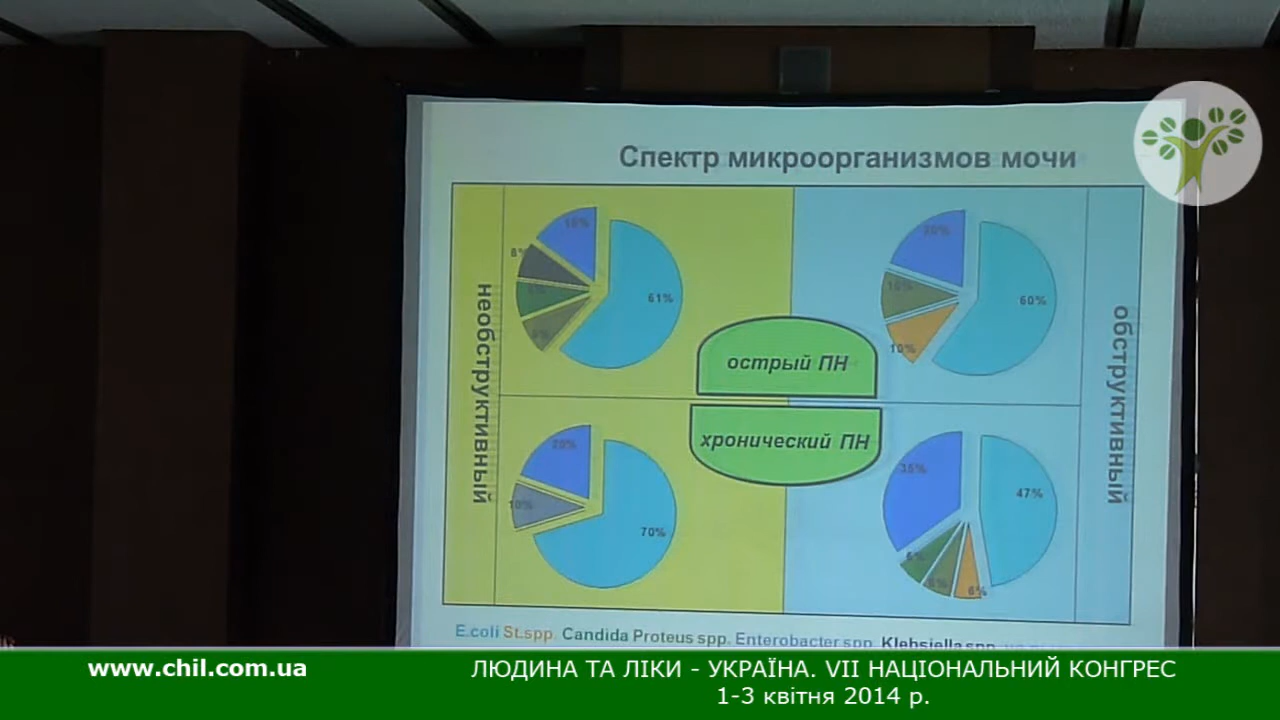 Спектр микроорганизмов мочи
необструктивный
обструктивный
61%
60%
10%
острый ПН
хронический ПН
20%
10%
70%
35%
47%
6%
6%
6%
E.coli St.spp. Candida Proteus spp. Enterobacter spp. Klebsiella spp.
www.chil.com.ua
ЛЮДИНА ТА ЛІКИ - УКРАЇНА. VII НАЦІОНАЛЬНИЙ КОНГРЕС
1-3 квітня 2014 р.